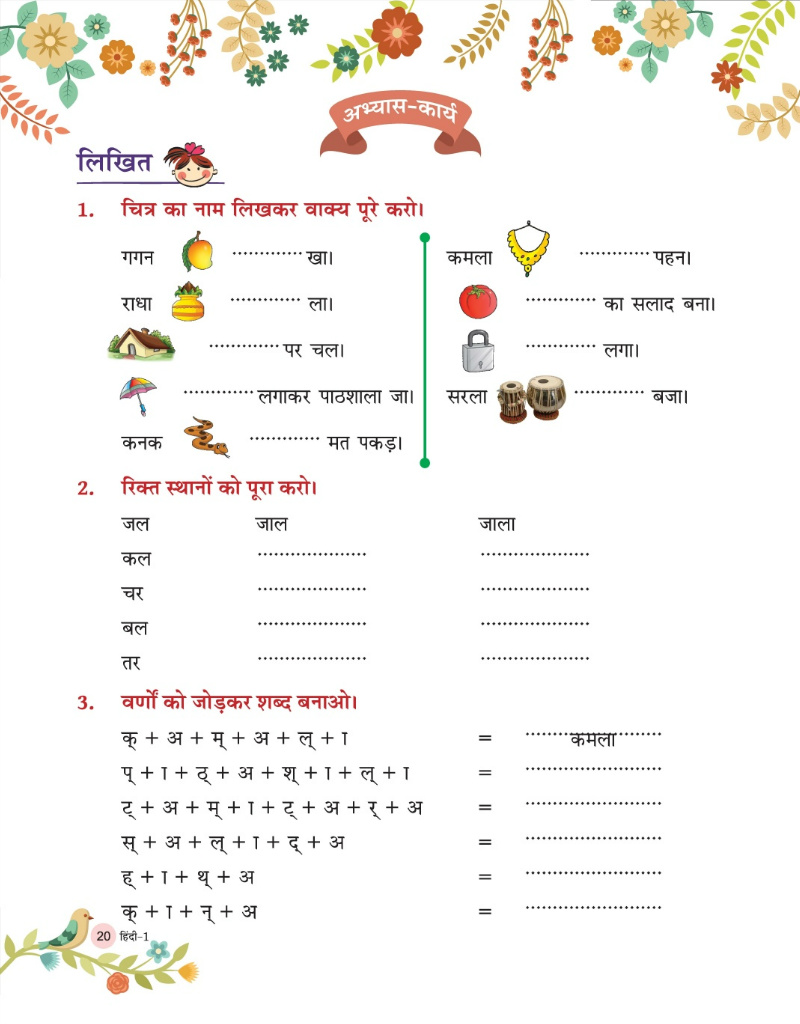 अभ्यास-कार्य
लिखित
1. चित्र का नाम लिखकर वाक्य पूरे करो।
गगन ............. खा।
राधा ............. ला।
............. पर चल।
............. लगाकर पाठशाला जा।
कनक ............. मत पकड़।
कमला ............. पहन।
............. का सलाद बना।
............. लगा।
सरला ............. बजा।
2. रिक्त स्थानों को पूरा करो।
जल जाल जाला
कल .................... ....................
चर .................... ....................
बल .................... ....................
तर .................... ....................
3. वर्णों को जोड़कर शब्द बनाओ।
क् + अ + म् + अ + ल् + ा = कमला
प् + ा + ठ् + अ + श् + ा + ल् + ा = .........................
ट् + अ + म् + ा + ट् + अ + र् + अ = .........................
स् + अ + ल् + ा + द् + अ = .........................
ह् + ा + थ् + अ = .........................
क् + ा + न् + अ = .........................
20 हिंदी-1